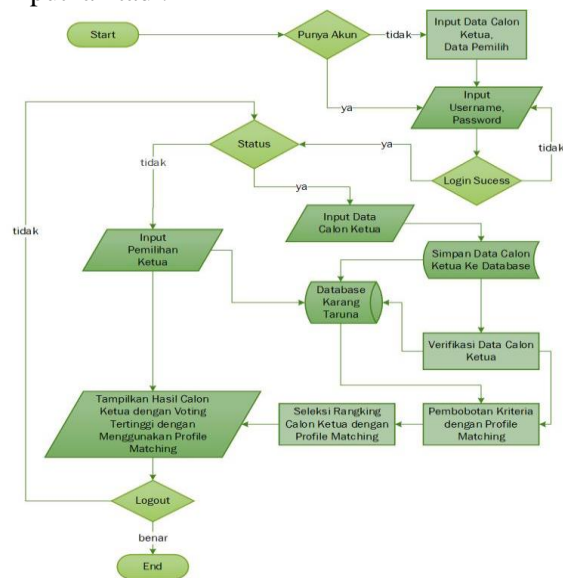 Start
Punya Akun
tidak
Input Data Calon
Ketua,
Data Pemilih
ya
Input
Username,
Password
Status
ya
Login Sucess
tidak
tidak
ya
tidak
Input
Pemilihan
Ketua
Input Data
Calon Ketua
Simpan Data Calon
Ketua Ke Database
Database
Karang
Taruna
Verifikasi Data Calon
Ketua
Tampilkan Hasil Calon
Ketua dengan Voting
Tertinggi dengan
Menggunakan Profile
Matching
Seleksi Rangking
Calon Ketua dengan
Profile Matching
Pembobotan Kriteria
dengan Profile
Matching
Logout
benar
End